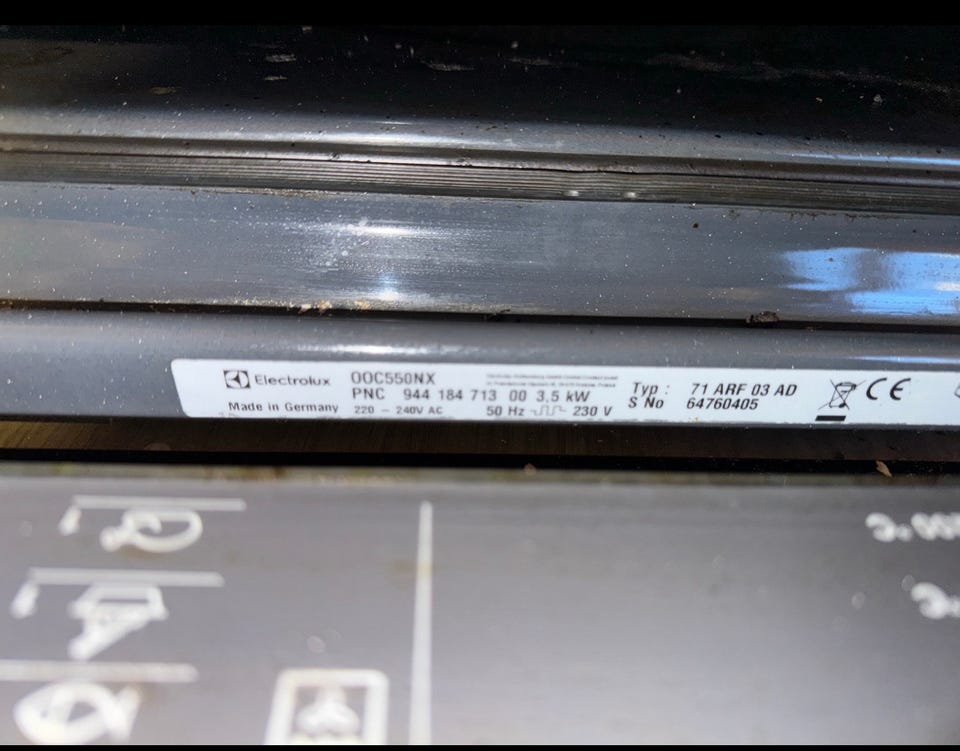 Electrolux
Made in Germany
OOC550NX
PNC 944 184 713 00 3,5 kW
220 - 240V AC 50 Hz 230 V
Typ : 71 ARF 03 AD
S No 64760405
CE